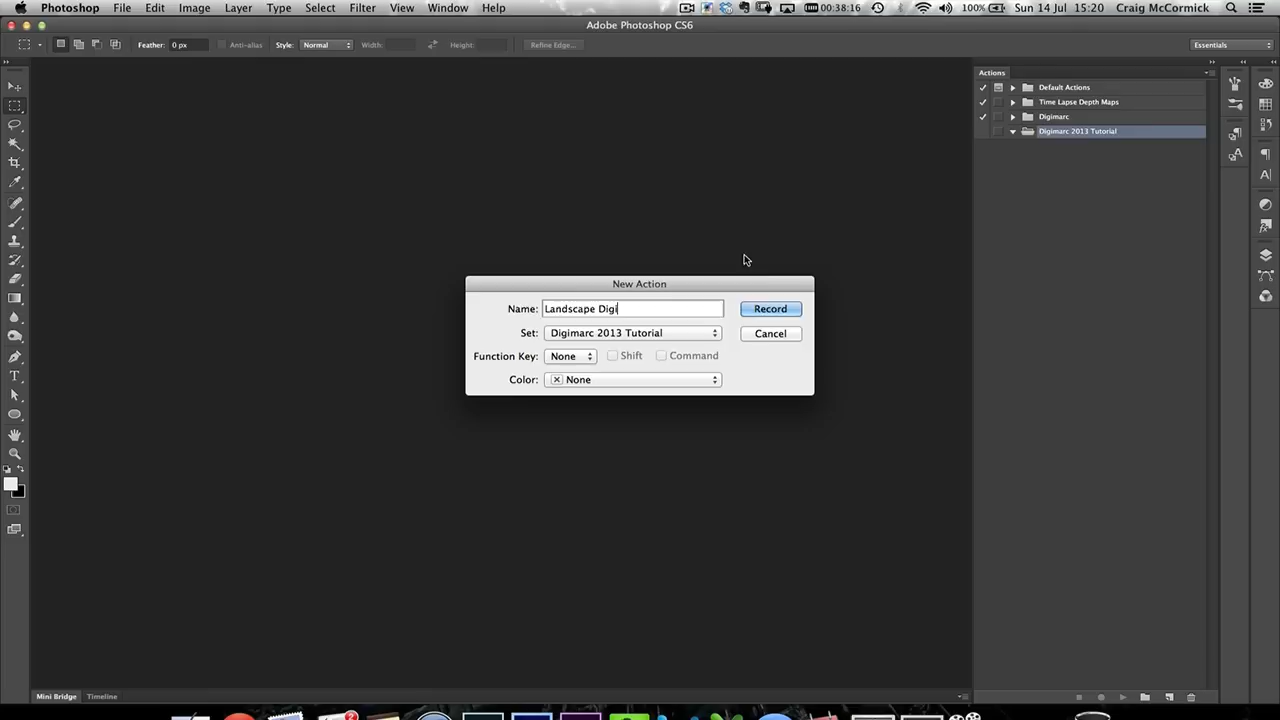 Photoshop File Edit Image Layer Type Select Filter View Window Help 00:38:16 100% Sun 14 Jul 15:20 Craig McCormick
Adobe Photoshop CS6
Feather: 0 px Anti-alias Style: Normal Width: Height: Refine Edge... Essentials
Actions
Default Actions
Time Lapse Depth Maps
Digimarc
Digimarc 2013 Tutorial
New Action
Name: Landscape Digi Record
Set: Digimarc 2013 Tutorial Cancel
Function Key: None Shift Command
Color: None
Mini Bridge Timeline
2